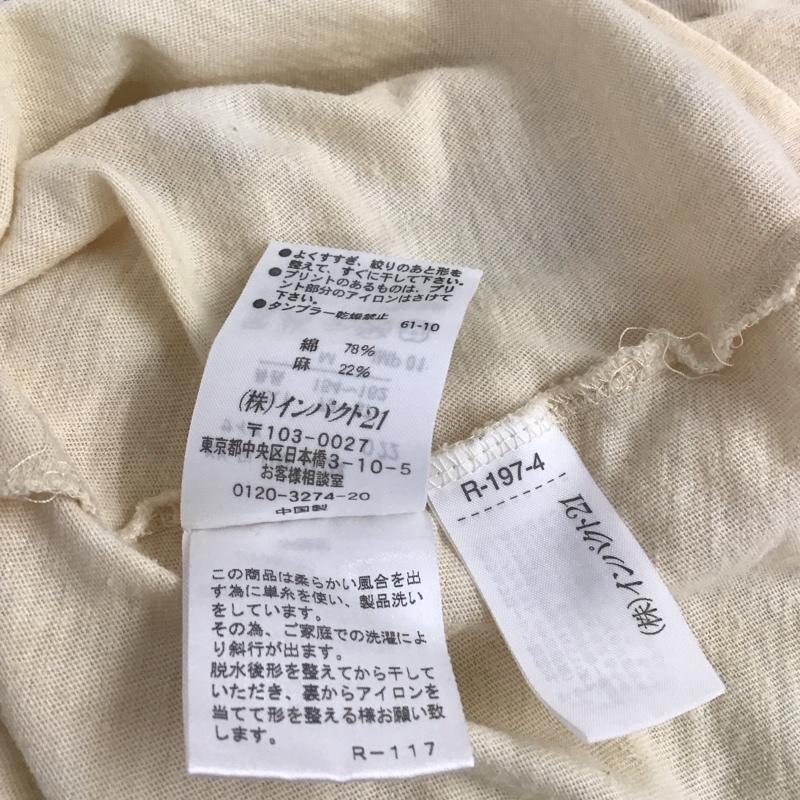 ●よくすすぎ、絞りのあと形を
整えて、すぐに干して下さい。
●プリントのあるものは、プリ
ント部分のアイロンはさけて
下さい。
●タンブラー乾燥禁止
61-10
綿 78%
麻 22%
(株)インパクト21
〒103-0027
東京都中央区日本橋3-10-5
お客様相談室
0120-3274-20
中国製
この商品は柔らかい風合を出
す為に単糸を使い、製品洗い
をしています。
その為、ご家庭での洗濯によ
り斜行が出ます。
脱水後形を整えてから干して
いただき、裏からアイロンを
当てて形を整える様お願い致
します。
R-117
R-197-4
(株)インパクト21